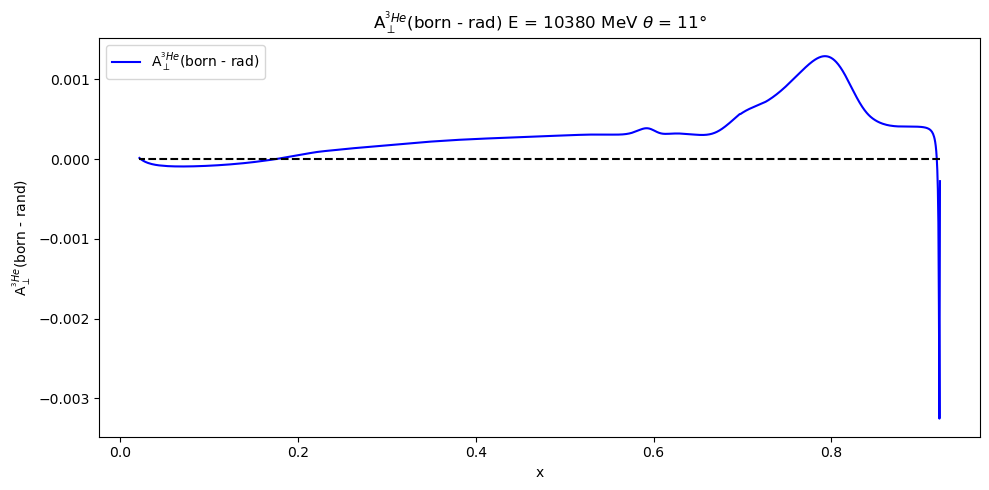 A⊥³ᴴᵉ(born - rad) E = 10380 MeV θ = 11°
A⊥³ᴴᵉ(born - rad)
A⊥³ᴴᵉ(born - rand)
0.001
0.000
−0.001
−0.002
−0.003
0.0 0.2 0.4 0.6 0.8
x